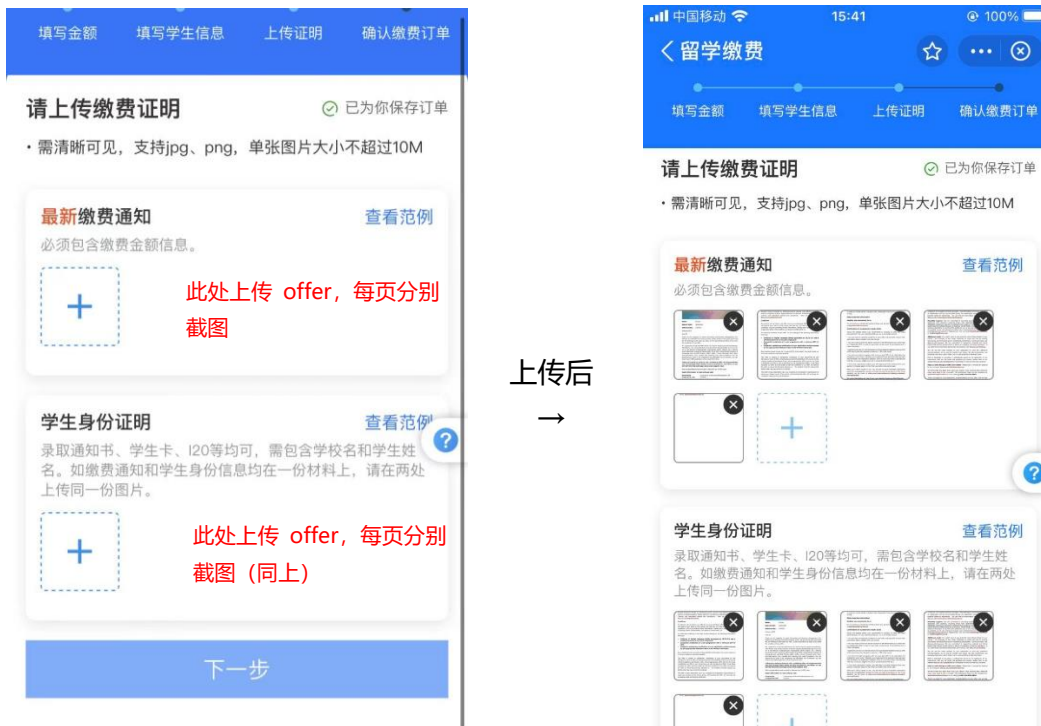 填写金额 填写学生信息 上传证明 确认缴费订单
请上传缴费证明 已为你保存订单
·需清晰可见，支持jpg、png，单张图片大小不超过10M
最新缴费通知 查看范例
必须包含缴费金额信息。
此处上传 offer，每页分别
截图
学生身份证明 查看范例
录取通知书、学生卡、I20等均可，需包含学校名和学生姓
名。如缴费通知和学生身份信息均在一份材料上，请在两处
上传同一份图片。
此处上传 offer，每页分别
截图（同上）
下一步
上传后
→
中国移动 15:41 100%
留学缴费
填写金额 填写学生信息 上传证明 确认缴费订单
请上传缴费证明 已为你保存订单
·需清晰可见，支持jpg、png，单张图片大小不超过10M
最新缴费通知 查看范例
必须包含缴费金额信息。
学生身份证明 查看范例
录取通知书、学生卡、I20等均可，需包含学校名和学生姓
名。如缴费通知和学生身份信息均在一份材料上，请在两处
上传同一份图片。